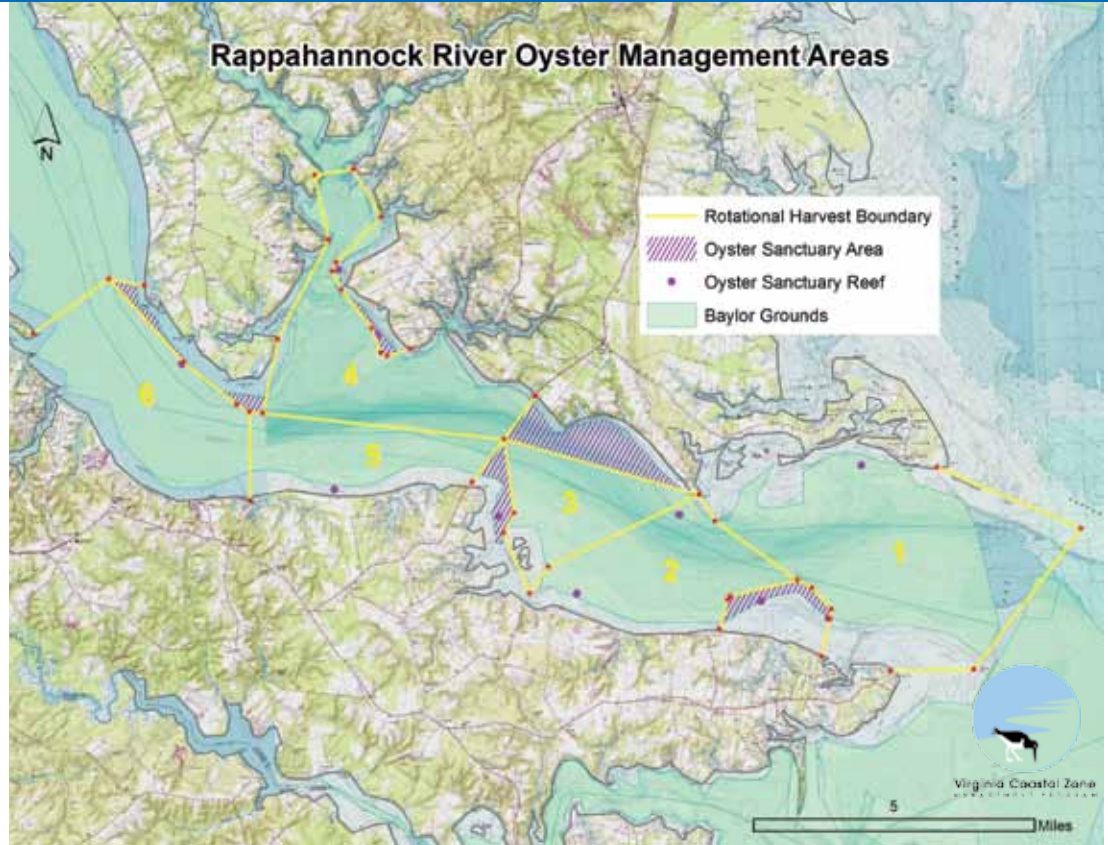 Rappahannock River Oyster Management Areas
N
Rotational Harvest Boundary
Oyster Sanctuary Area
Oyster Sanctuary Reef
Baylor Grounds
4
6
5
3
1
2
Virginia Coastal Zone
5
Miles